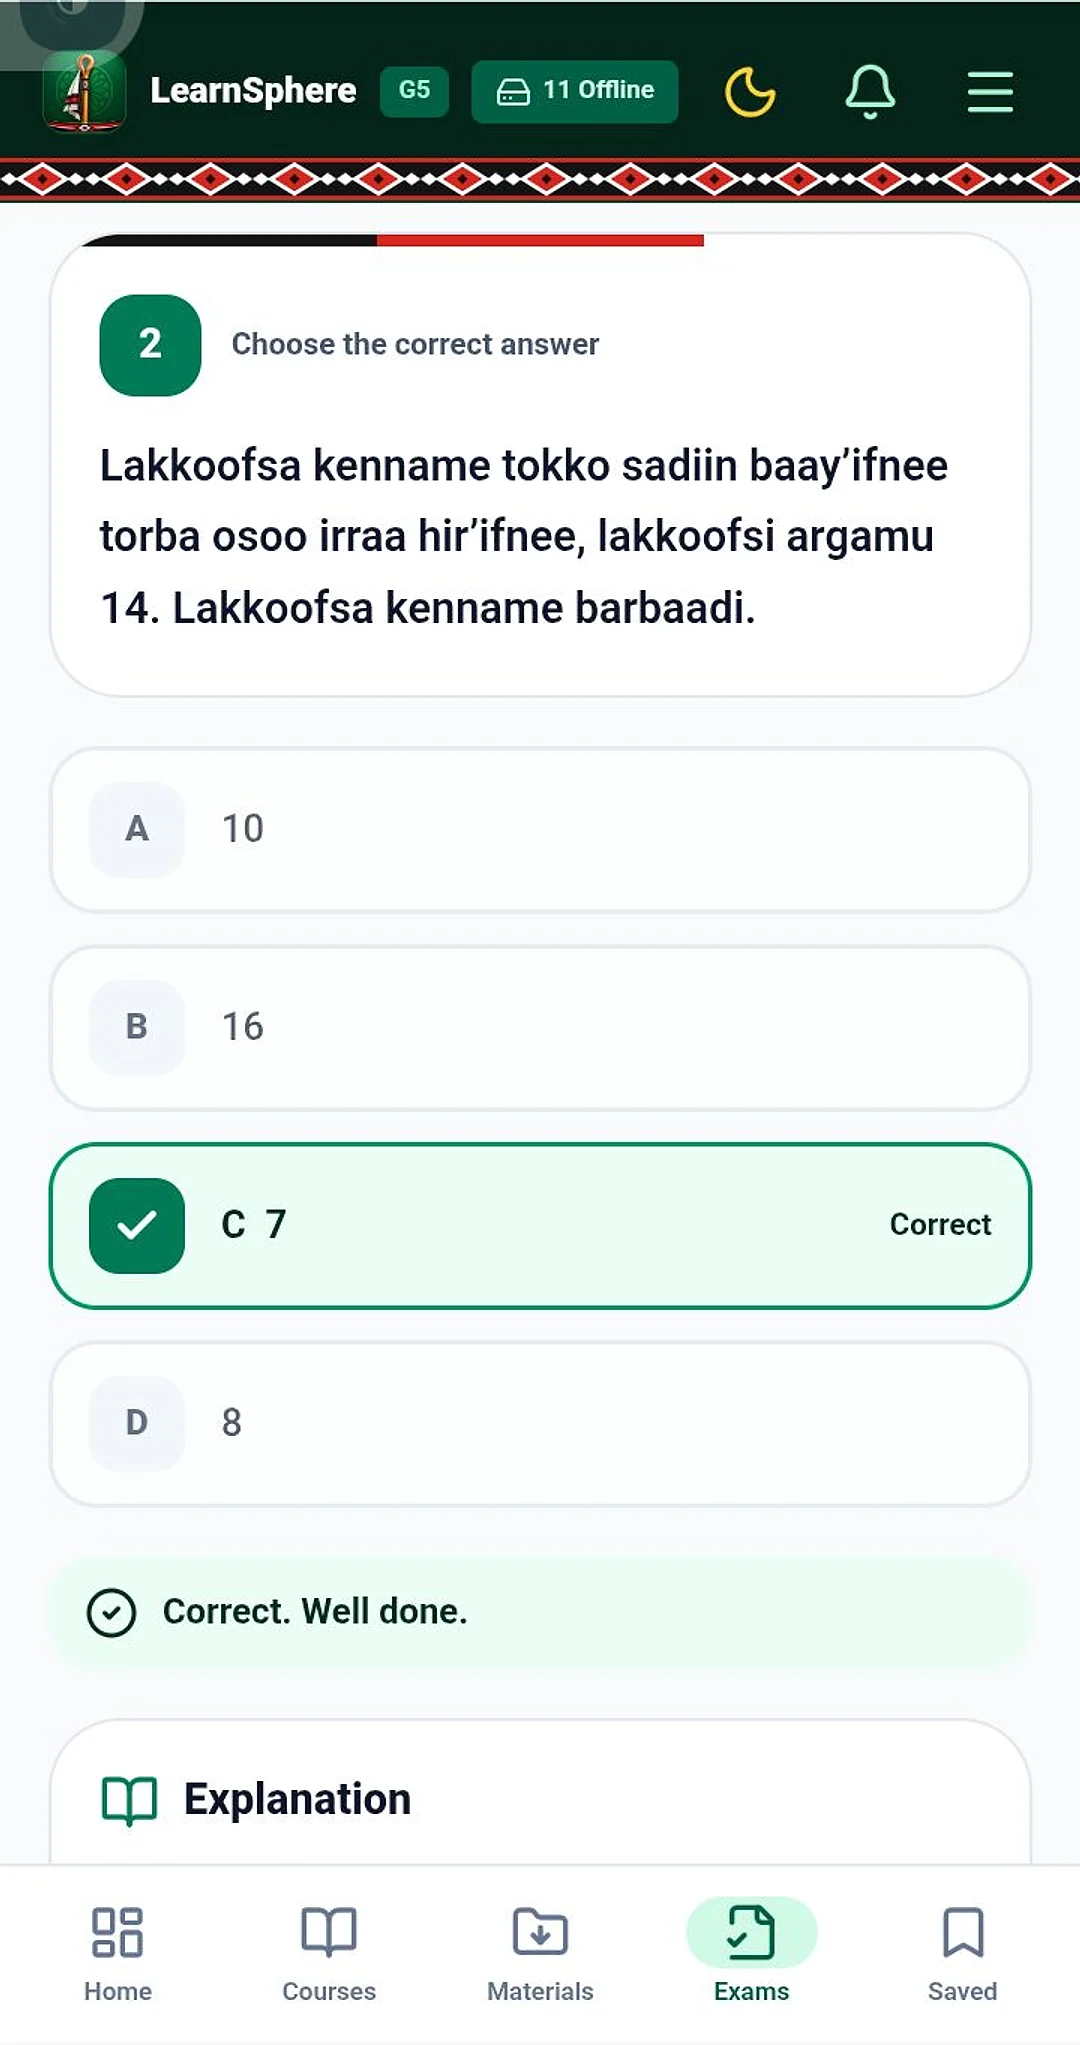 LearnSphere G5 11 Offline
2 Choose the correct answer
Lakkoofsa kenname tokko sadiin baay’ifnee
torba osoo irraa hir’ifnee, lakkoofsi argamu
14. Lakkoofsa kenname barbaadi.
A 10
B 16
C 7 Correct
D 8
Correct. Well done.
Explanation
Home Courses Materials Exams Saved